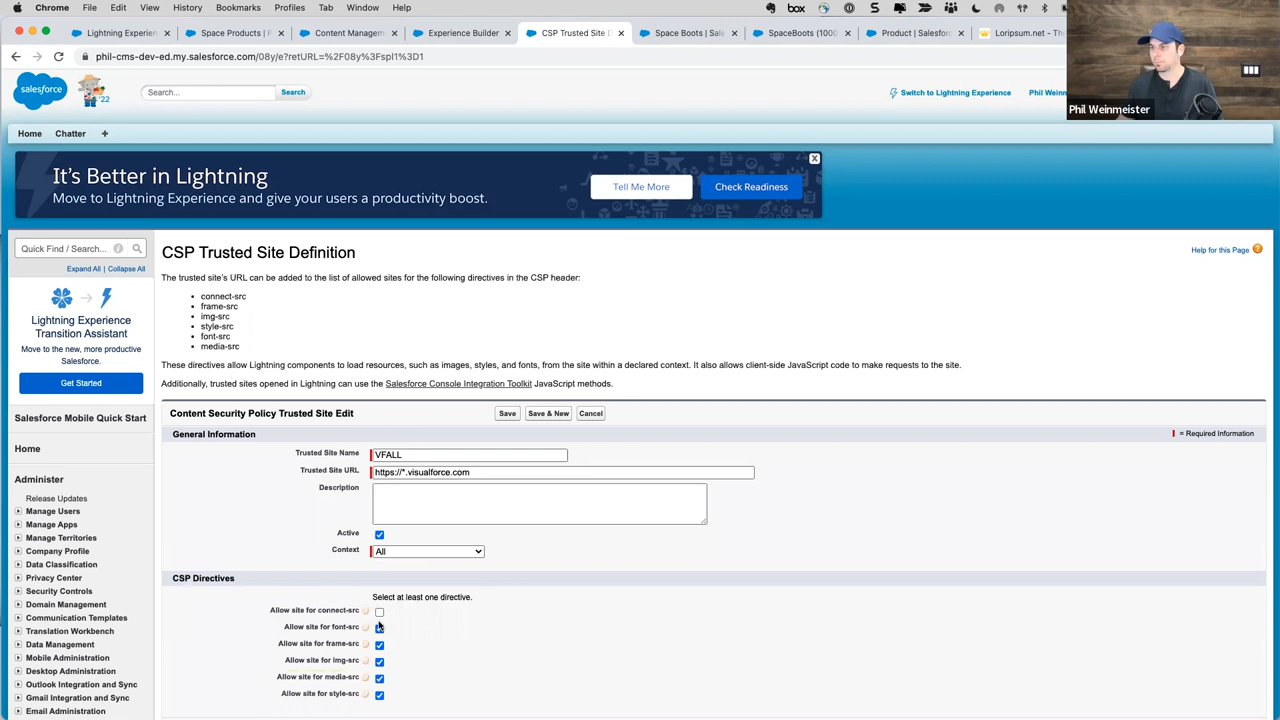 Chrome File Edit View History Bookmarks Profiles Tab Window Help
box
Lightning Experien
Space Products | P
Content Managem
Experience Builder
CSP Trusted Site D
Space Boots | Sale
SpaceBoots (1000
Product | Salesfor
Loripsum.net - The
phil-cms-dev-ed.my.salesforce.com/08y/e?retURL=%2F08y%3Fspl1%3D1
salesforce
'22
Search...
Search
Switch to Lightning Experience
Phil Wein
Phil Weinmeister
Home Chatter
It's Better in Lightning
Move to Lightning Experience and give your users a productivity boost.
Tell Me More
Check Readiness
X
Quick Find / Search...
Expand All | Collapse All
Lightning Experience
Transition Assistant
Move to the new, more productive
Salesforce.
Get Started
Salesforce Mobile Quick Start
Home
Administer
Release Updates
Manage Users
Manage Apps
Manage Territories
Company Profile
Data Classification
Privacy Center
Security Controls
Domain Management
Communication Templates
Translation Workbench
Data Management
Mobile Administration
Desktop Administration
Outlook Integration and Sync
Gmail Integration and Sync
Email Administration
CSP Trusted Site Definition
Help for this Page
The trusted site's URL can be added to the list of allowed sites for the following directives in the CSP header:
• connect-src
• frame-src
• img-src
• style-src
• font-src
• media-src
These directives allow Lightning components to load resources, such as images, styles, and fonts, from the site within a declared context. It also allows client-side JavaScript code to make requests to the site.
Additionally, trusted sites opened in Lightning can use the Salesforce Console Integration Toolkit JavaScript methods.
Content Security Policy Trusted Site Edit
Save
Save & New
Cancel
General Information
= Required Information
Trusted Site Name VFALL
Trusted Site URL https://*.visualforce.com
Description
Active
Context All
CSP Directives
Select at least one directive.
Allow site for connect-src
Allow site for font-src
Allow site for frame-src
Allow site for img-src
Allow site for media-src
Allow site for style-src